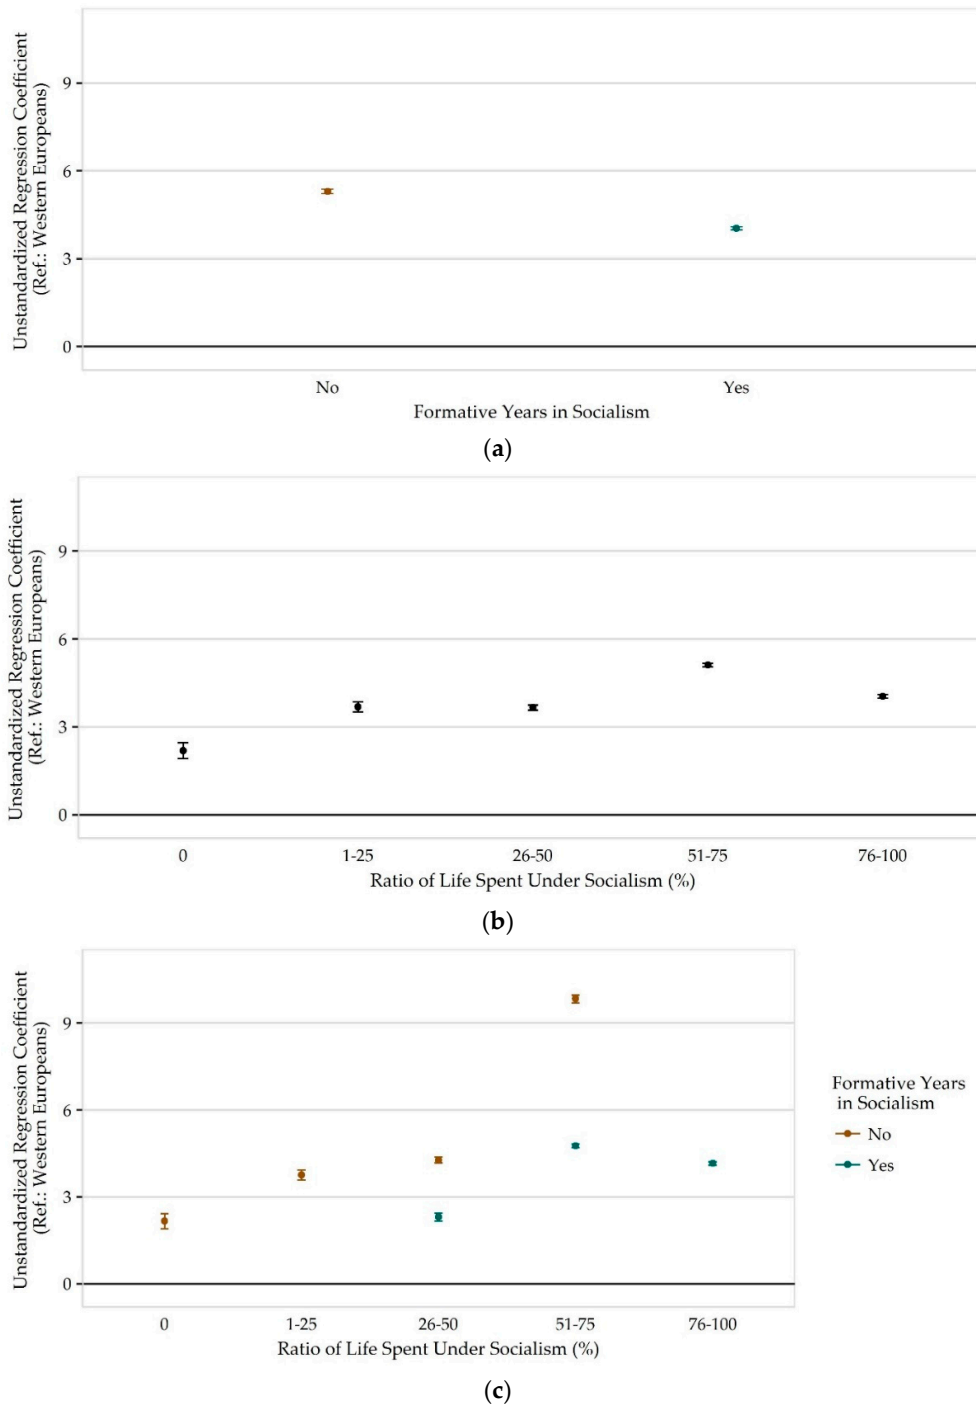 Unstandardized Regression Coefficient
(Ref.: Western Europeans)
9
6
3
0
No
Yes
Formative Years in Socialism
(a)
Unstandardized Regression Coefficient
(Ref.: Western Europeans)
9
6
3
0
0
1-25
26-50
51-75
76-100
Ratio of Life Spent Under Socialism (%)
(b)
Unstandardized Regression Coefficient
(Ref.: Western Europeans)
9
6
3
0
0
1-25
26-50
51-75
76-100
Ratio of Life Spent Under Socialism (%)
Formative Years
in Socialism
No
Yes
(c)